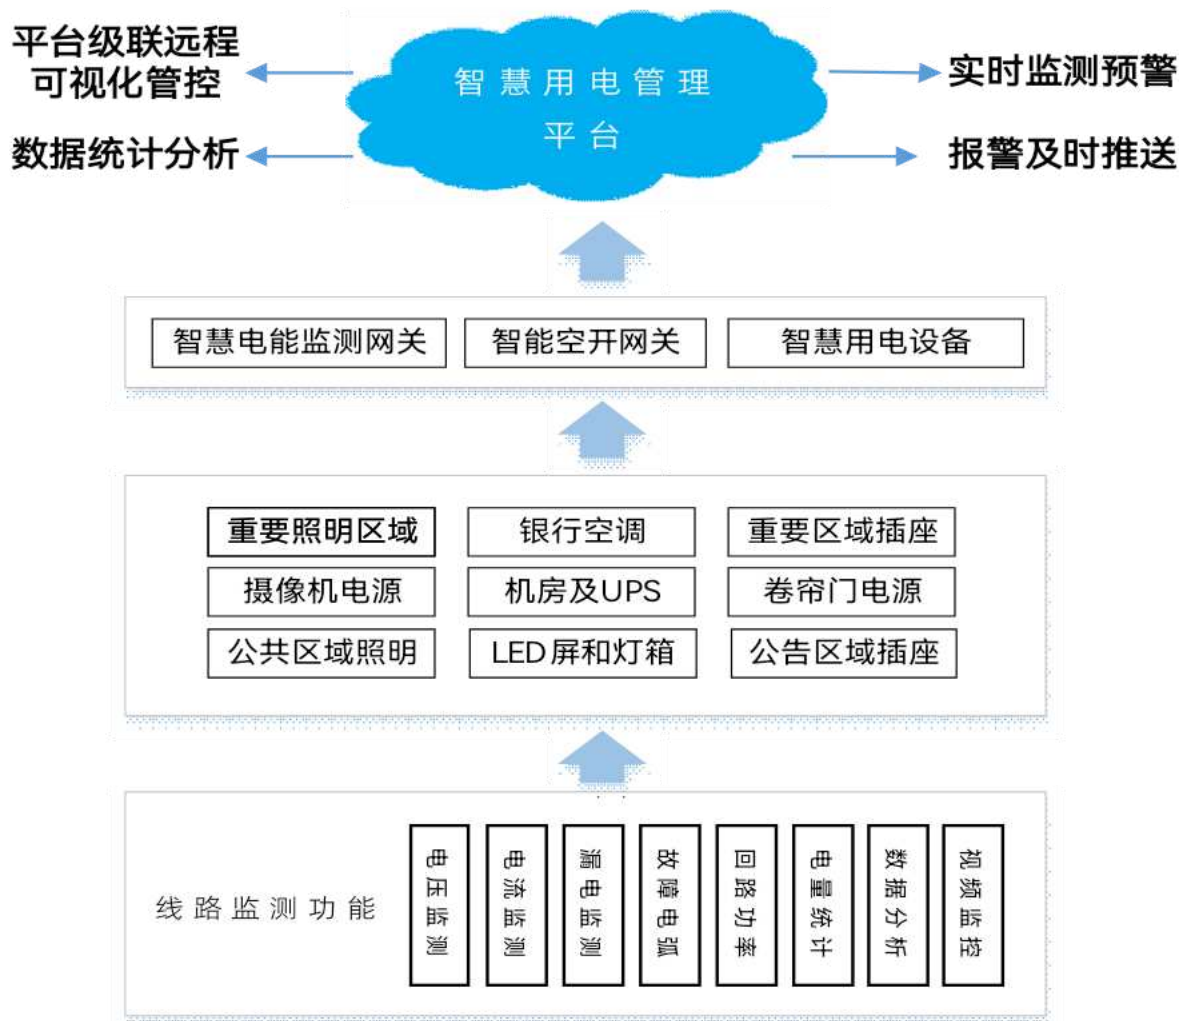 平台级联远程
可视化管控
数据统计分析
智慧用电管理
平台
实时监测预警
报警及时推送
智慧电能监测网关
智能空开网关
智慧用电设备
重要照明区域
银行空调
重要区域插座
摄像机电源
机房及UPS
卷帘门电源
公共区域照明
LED屏和灯箱
公告区域插座
线路监测功能
电压监测
电流监测
漏电监测
故障电弧
回路功率
电量统计
数据分析
视频监控